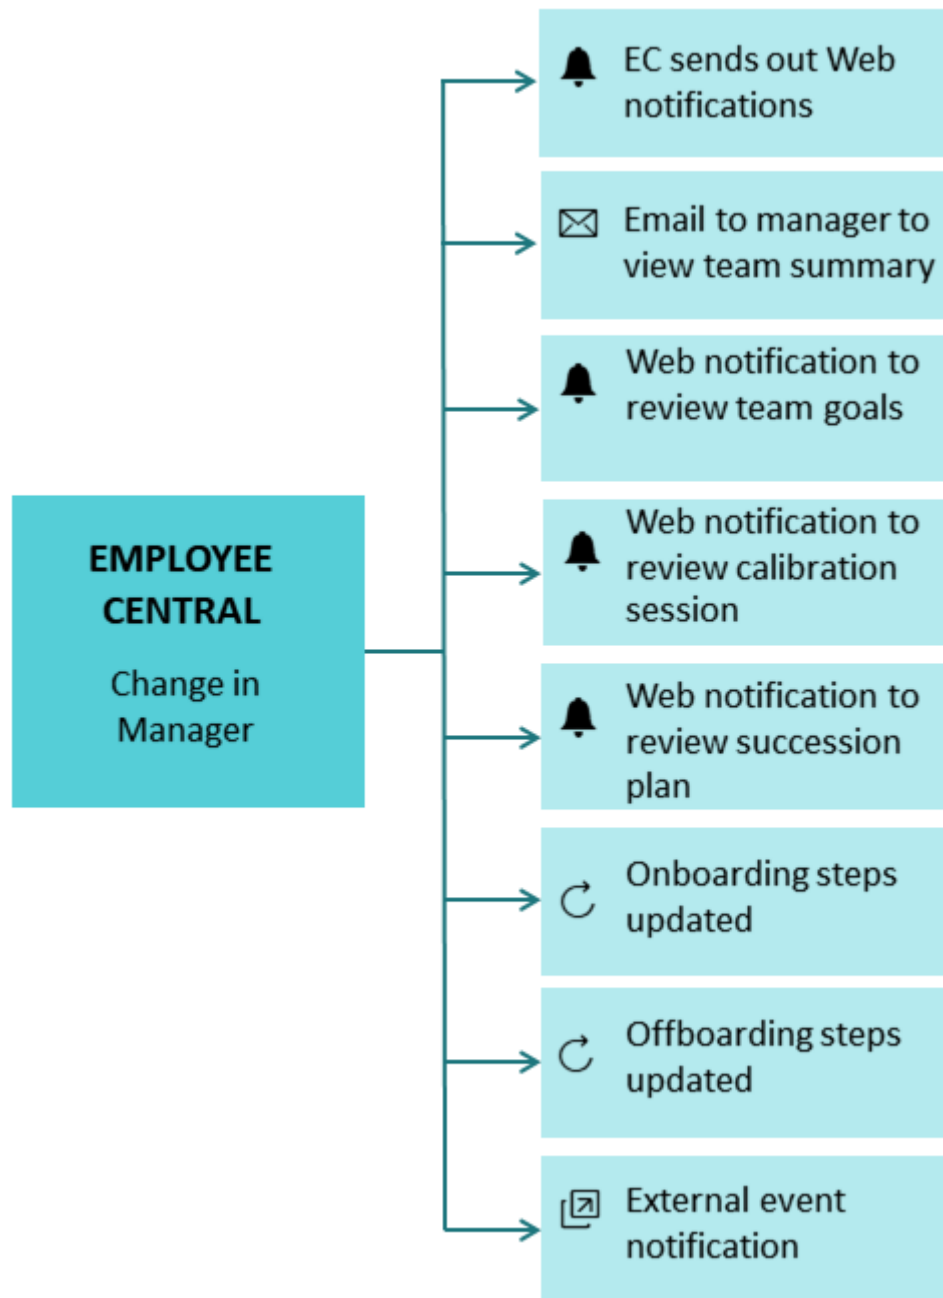 EC sends out Web
notifications
Email to manager to
view team summary
Web notification to
review team goals
Web notification to
review calibration
session
EMPLOYEE
CENTRAL
Change in
Manager
Web notification to
review succession
plan
Onboarding steps
updated
Offboarding steps
updated
External event
notification